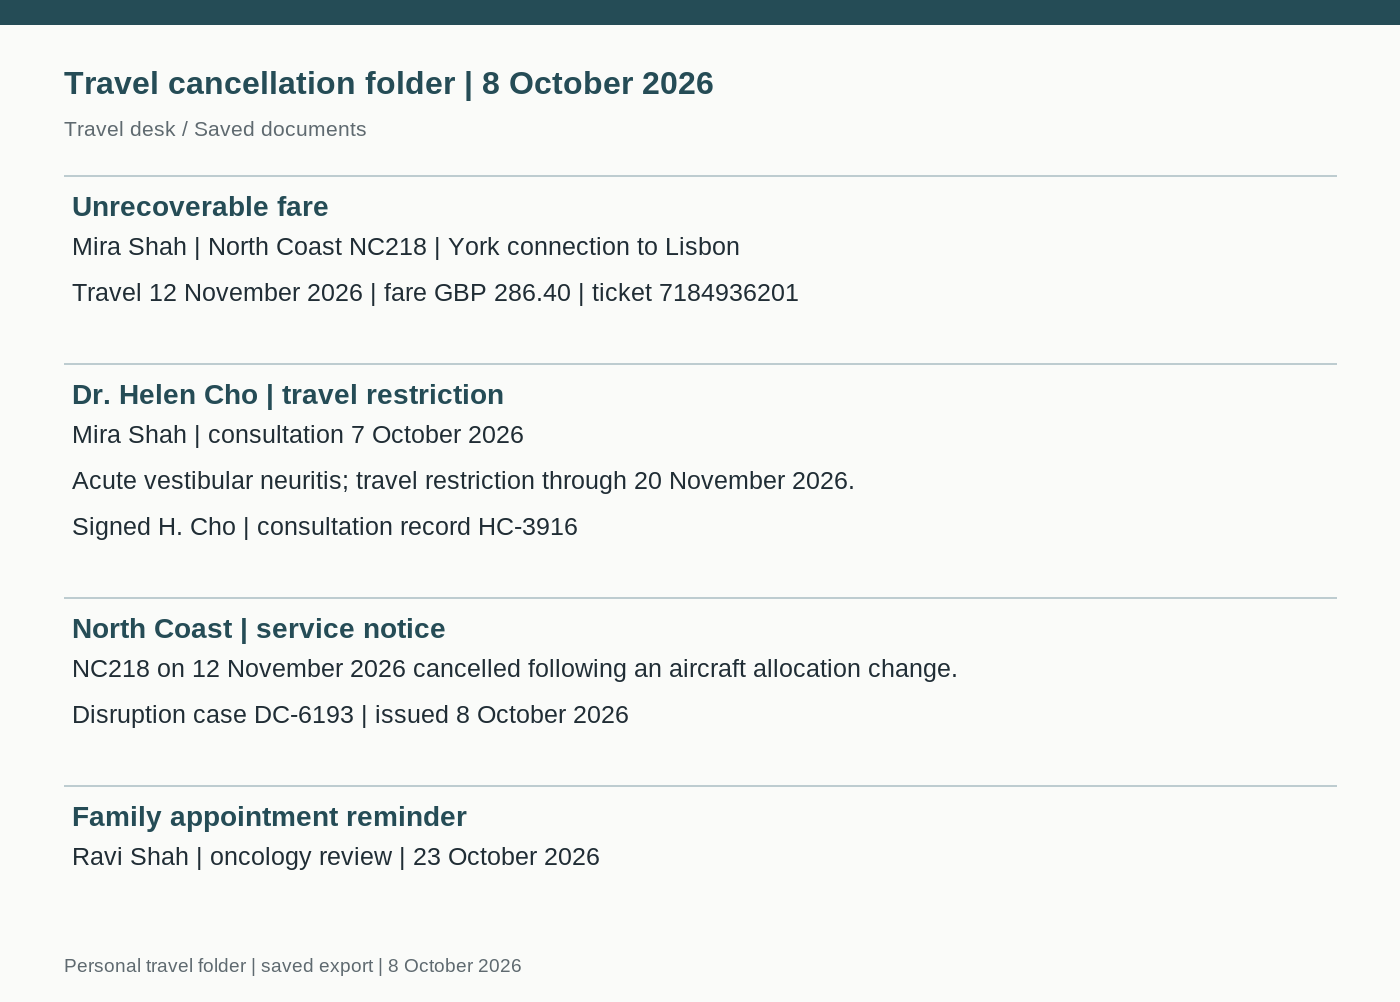 Travel cancellation folder | 8 October 2026
Travel desk / Saved documents
Unrecoverable fare
Mira Shah | North Coast NC218 | York connection to Lisbon
Travel 12 November 2026 | fare GBP 286.40 | ticket 7184936201
Dr. Helen Cho | travel restriction
Mira Shah | consultation 7 October 2026
Acute vestibular neuritis; travel restriction through 20 November 2026.
Signed H. Cho | consultation record HC-3916
North Coast | service notice
NC218 on 12 November 2026 cancelled following an aircraft allocation change.
Disruption case DC-6193 | issued 8 October 2026
Family appointment reminder
Ravi Shah | oncology review | 23 October 2026
Personal travel folder | saved export | 8 October 2026